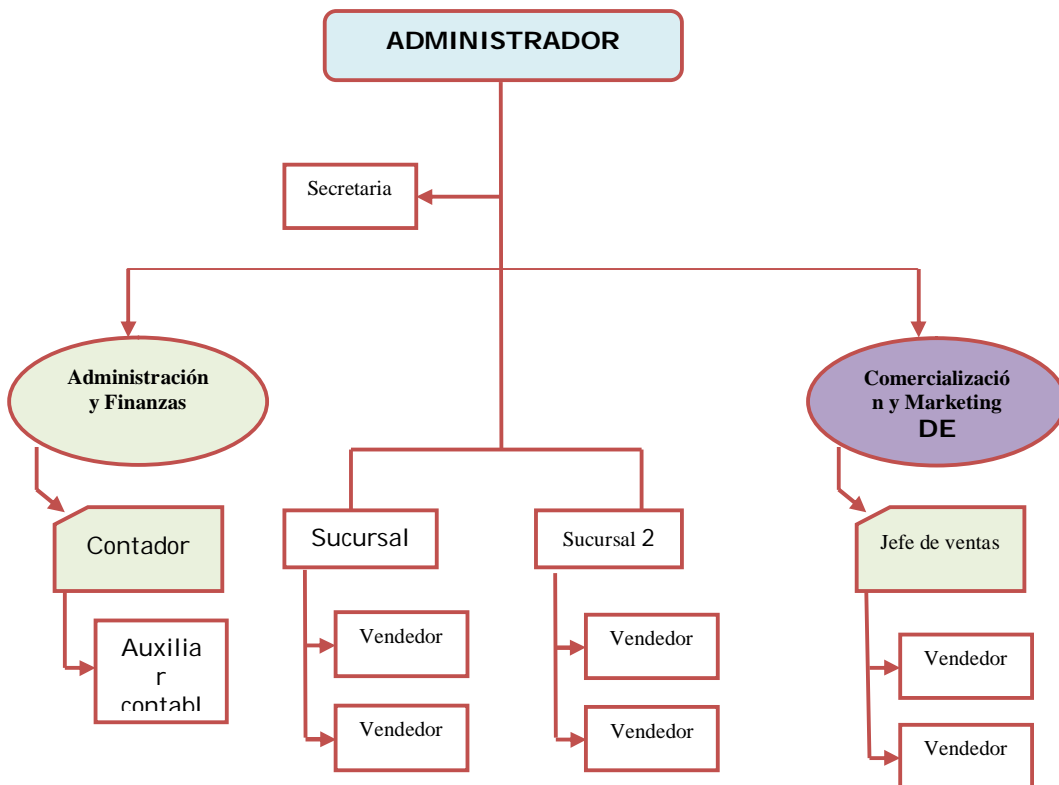 ADMINISTRADOR
Secretaria
Administración
y Finanzas
Comercializació
n y Marketing
DE
Contador
Sucursal
Sucursal 2
Jefe de ventas
Auxilia
r
contabl
Vendedor
Vendedor
Vendedor
Vendedor
Vendedor
Vendedor